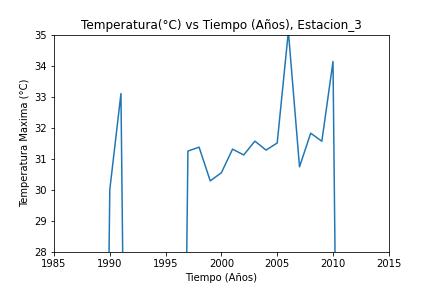 Temperatura(°C) vs Tiempo (Años), Estacion_3
Temperatura Maxima (°C)
35
34
33
32
31
30
29
28
1985 1990 1995 2000 2005 2010 2015
Tiempo (Años)